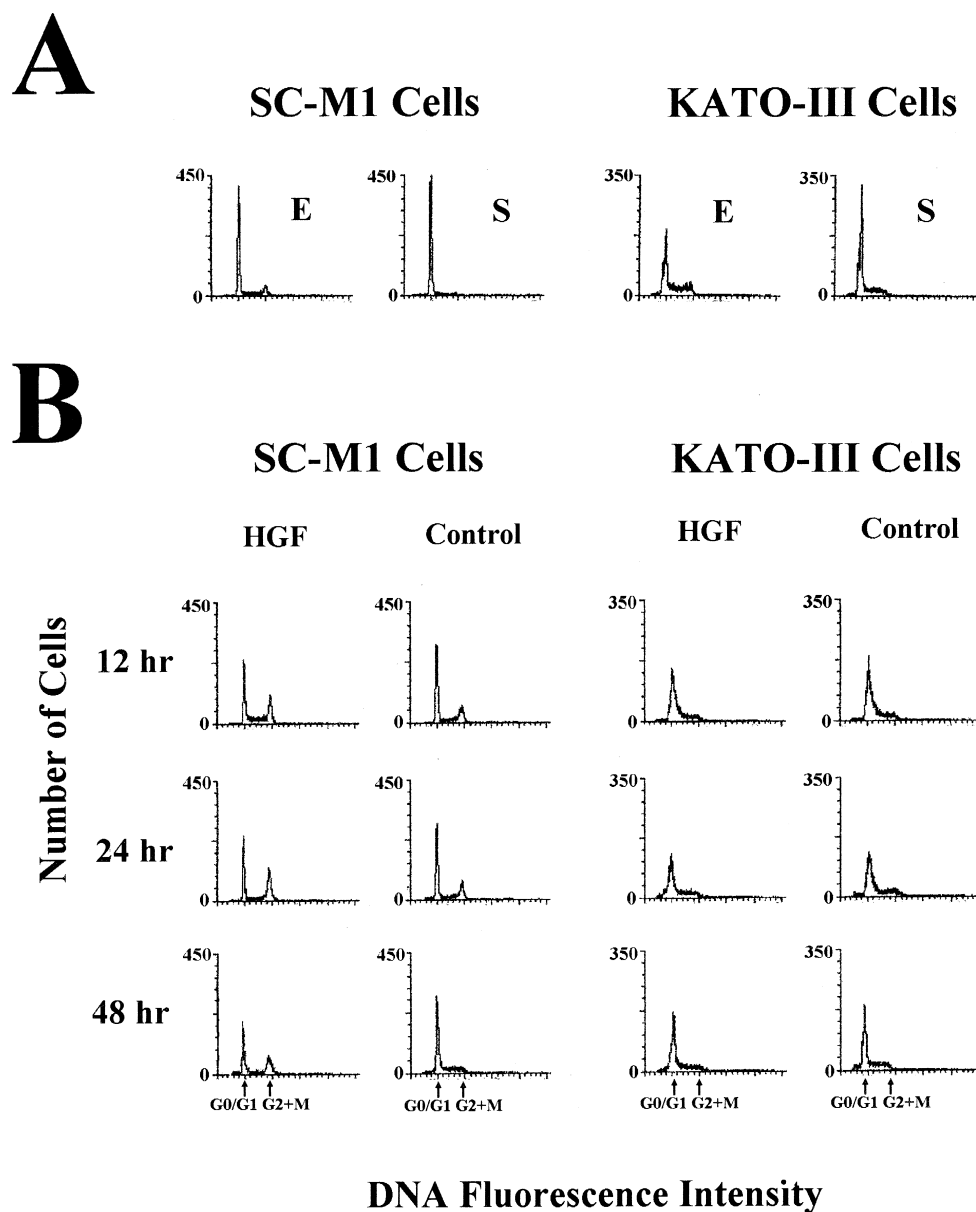 A
SC-M1 Cells KATO-III Cells
450 E 0
450 S 0
350 E 0
350 S 0
B
SC-M1 Cells KATO-III Cells
HGF Control HGF Control
Number of Cells
12 hr
450 0 450 0 350 0 350 0
24 hr
450 0 450 0 350 0 350 0
48 hr
450 0 450 0 350 0 350 0
G0/G1 G2+M G0/G1 G2+M G0/G1 G2+M G0/G1 G2+M
DNA Fluorescence Intensity